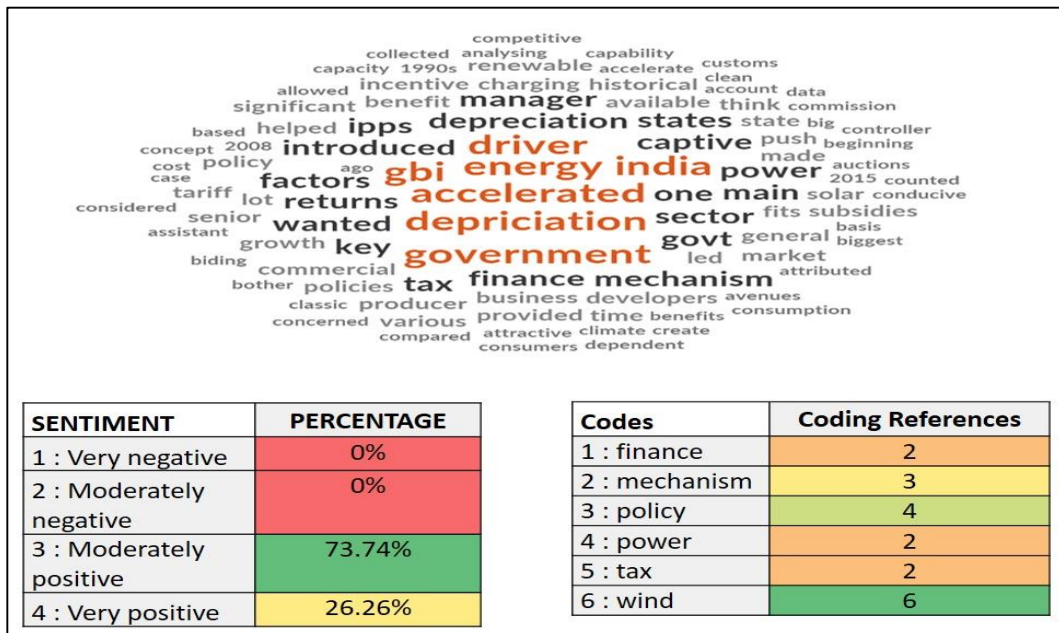 competitive
collected analysing capability
capacity 1990s renewable accelerate customs
allowed incentive charging historical account clean data
significant benefit manager available think commission
based helped ipps depreciation states state big controller
concept 2008 introduced driver captive push beginning
cost policy ago gbi energy india power made auctions
case factors 2015 counted
tariff lot returns accelerated one main solar conducive
considered senior wanted depriciation sector fits subsidies
assistant growth key government govt general basis biggest
biding commercial led market
bother policies tax finance mechanism attributed
classic producer business developers avenues
concerned various provided time benefits consumption
compared attractive climate create
consumers dependent
SENTIMENT PERCENTAGE
1 : Very negative 0%
2 : Moderately negative 0%
3 : Moderately positive 73.74%
4 : Very positive 26.26%
Codes Coding References
1 : finance 2
2 : mechanism 3
3 : policy 4
4 : power 2
5 : tax 2
6 : wind 6